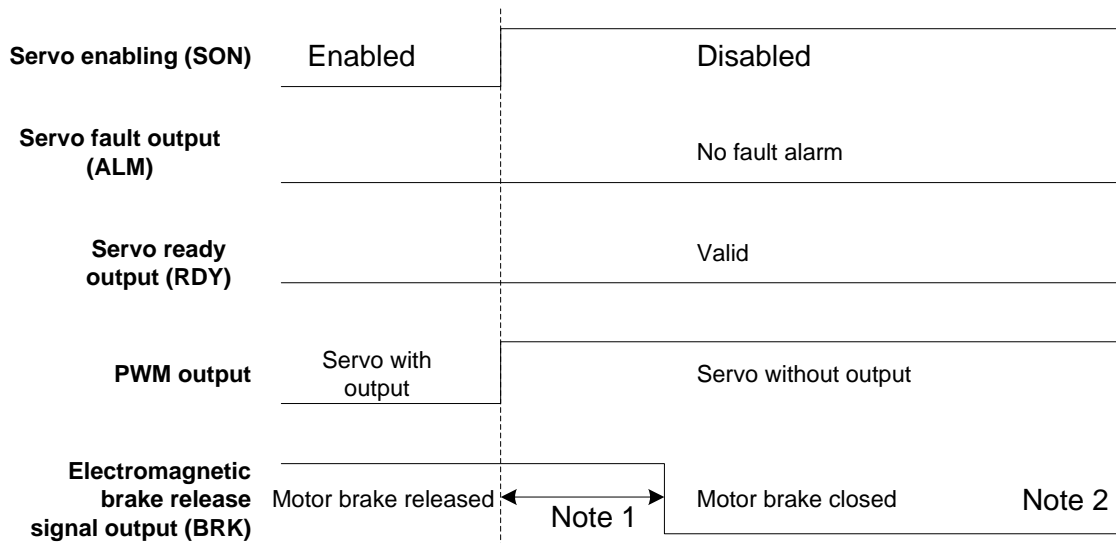 Servo enabling (SON)
Enabled
Disabled
Servo fault output
(ALM)
No fault alarm
Servo ready
output (RDY)
Valid
PWM output
Servo with
output
Servo without output
Electromagnetic
brake release
signal output (BRK)
Motor brake released
Note 1
Motor brake closed
Note 2